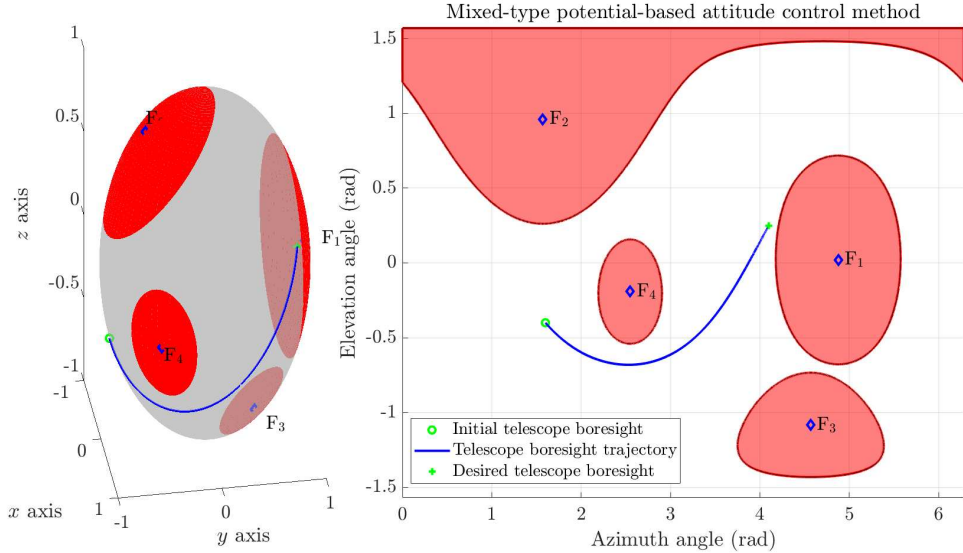 Mixed-type potential-based attitude control method
1
0.5
0
-0.5
-1
z axis
-1
0
1
x axis
-1
0
1
y axis
F
F₁
F₄
F₃
1.5
1
0.5
0
-0.5
-1
-1.5
Elevation angle (rad)
F₂
F₁
F₄
F₃
Initial telescope boresight
Telescope boresight trajectory
Desired telescope boresight
0 1 2 3 4 5 6
Azimuth angle (rad)